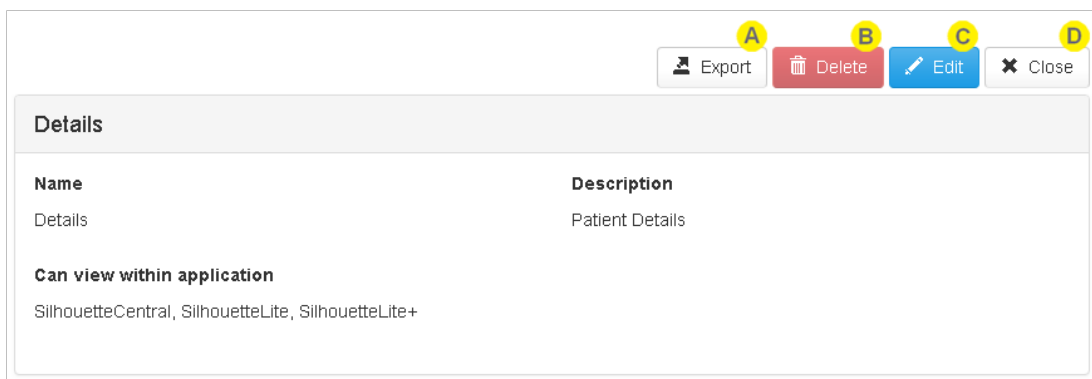 A B C D
Export Delete Edit Close
Details
Name Description
Details Patient Details
Can view within application
SilhouetteCentral, SilhouetteLite, SilhouetteLite+